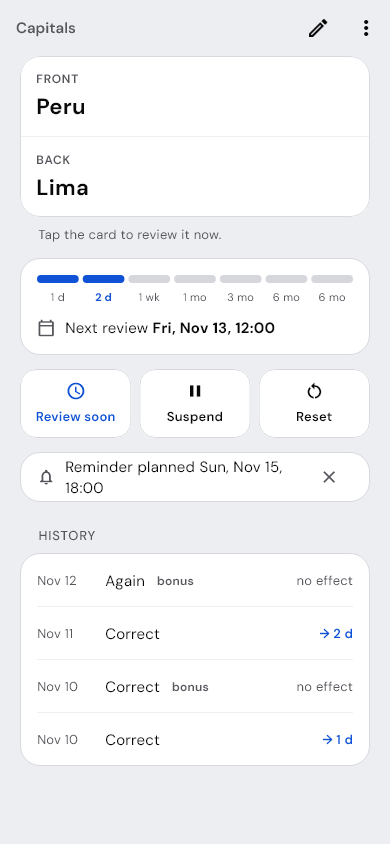 Capitals
FRONT
Peru
BACK
Lima
Tap the card to review it now.
1 d 2 d 1 wk 1 mo 3 mo 6 mo 6 mo
Next review Fri, Nov 13, 12:00
Review soon Suspend Reset
Reminder planned Sun, Nov 15,
18:00
HISTORY
Nov 12 Again bonus no effect
Nov 11 Correct → 2 d
Nov 10 Correct bonus no effect
Nov 10 Correct → 1 d